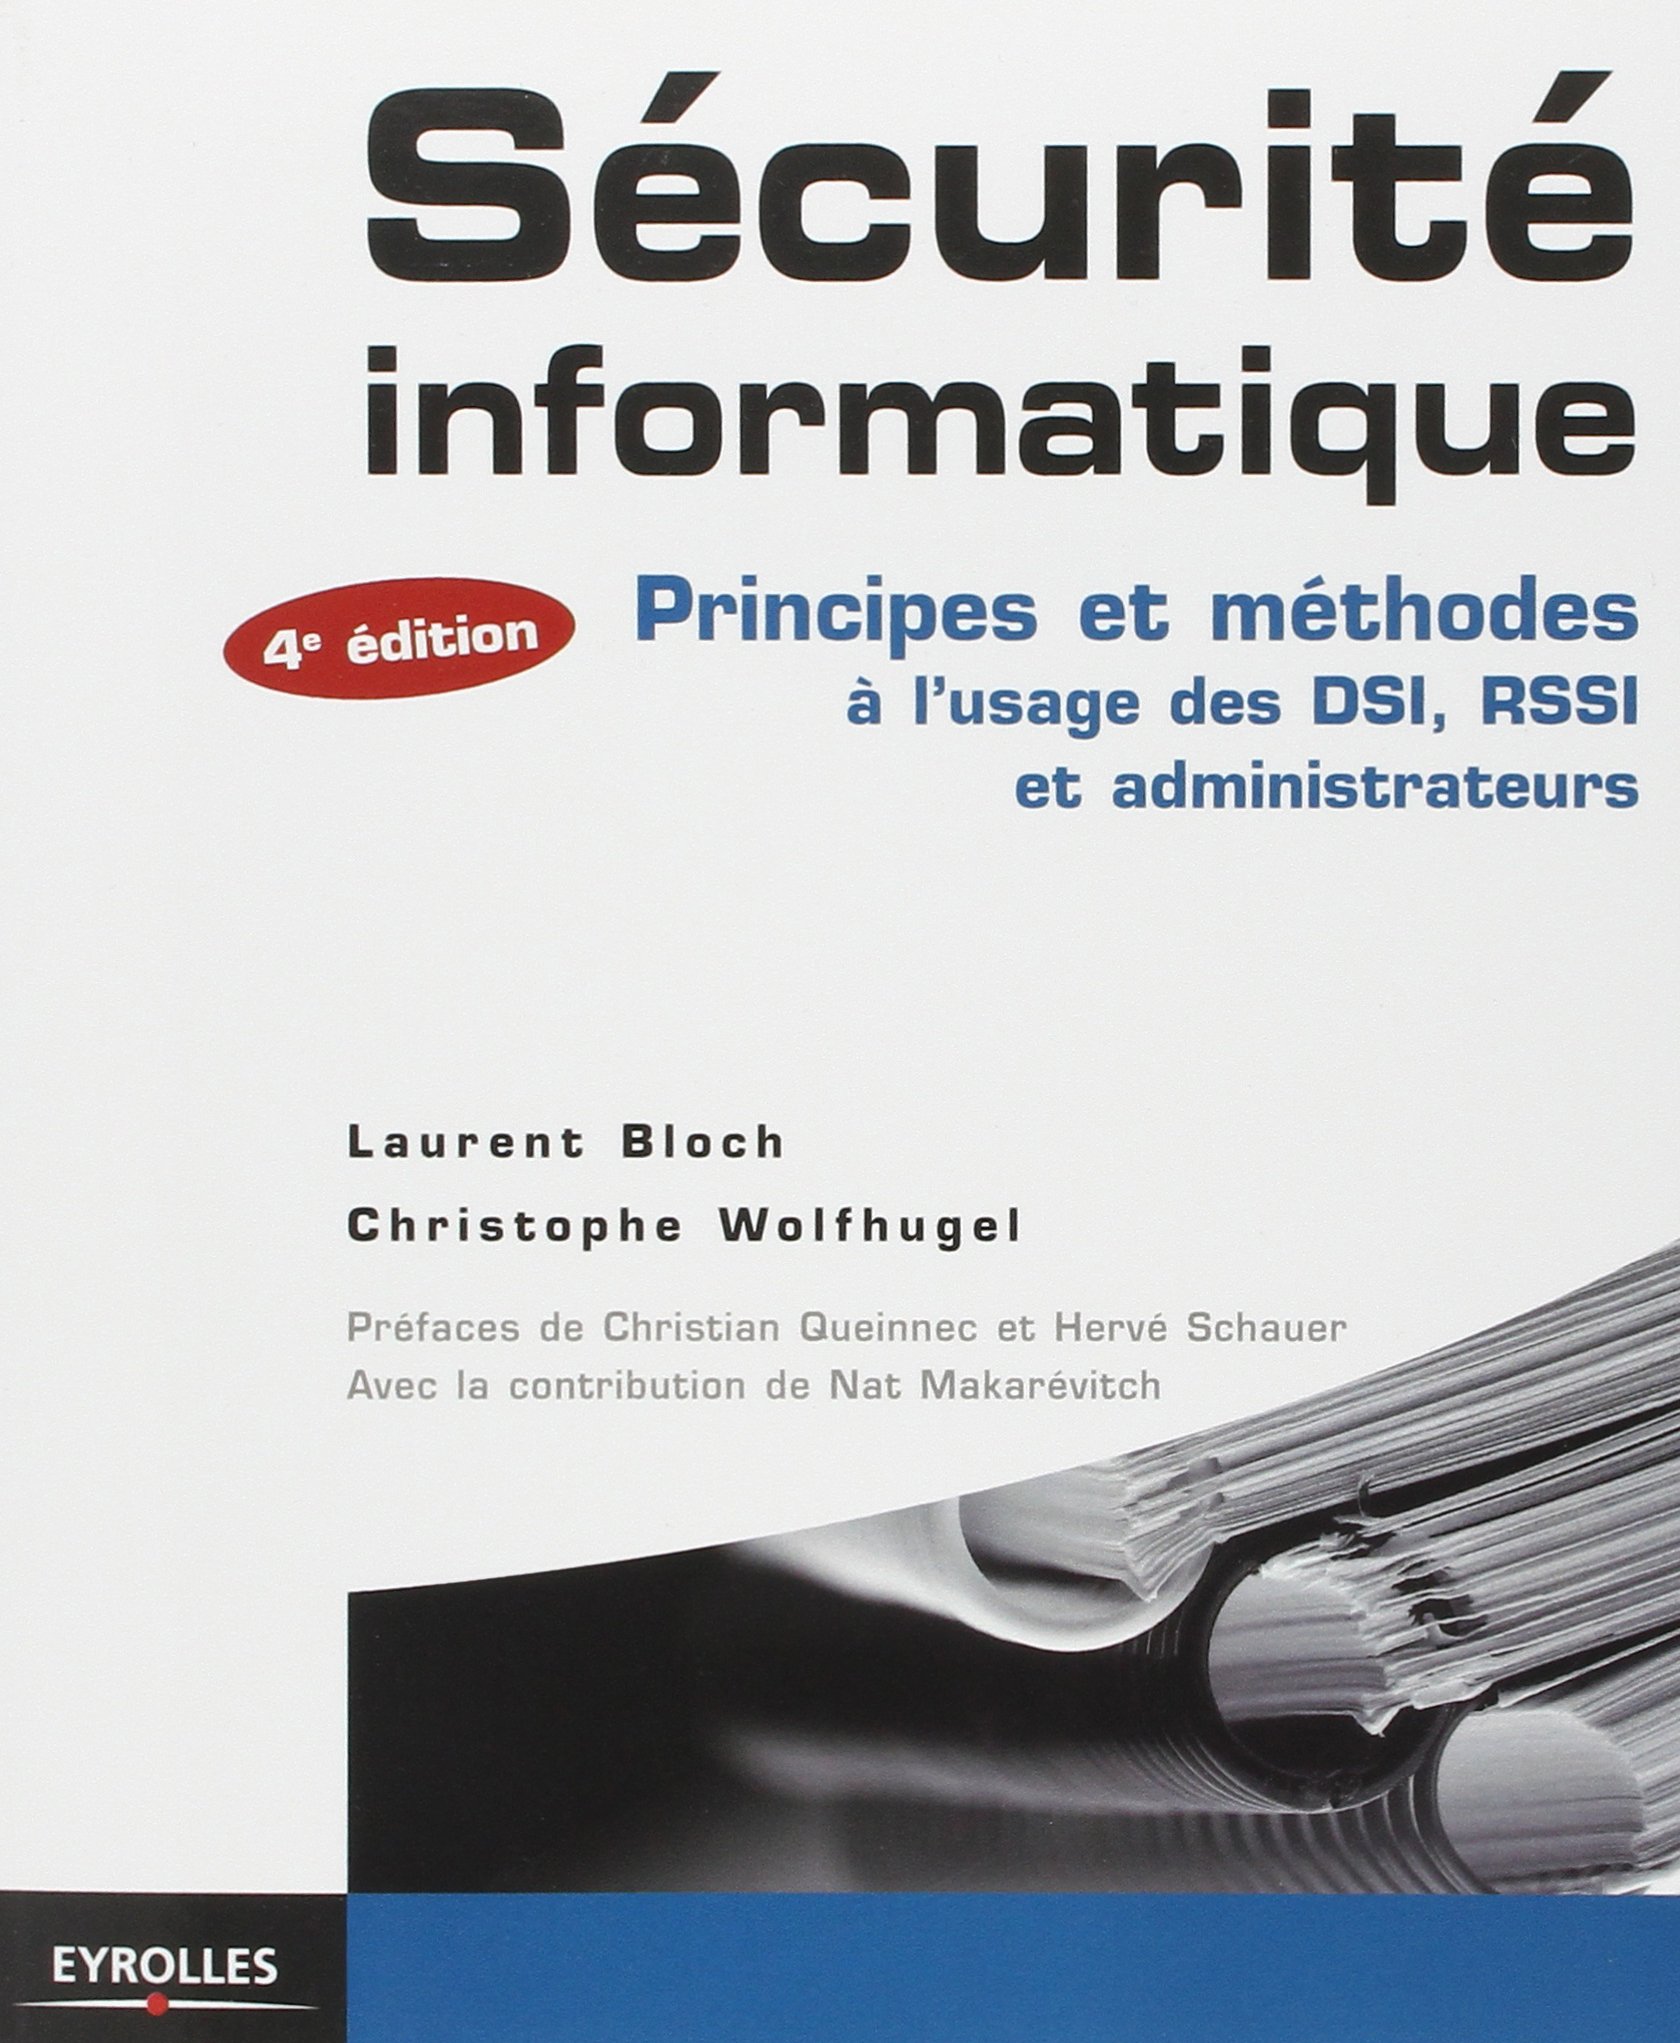 Sécurité
informatique
4e édition
Principes et méthodes
à l'usage des DSI, RSSI
et administrateurs
Laurent Bloch
Christophe Wolfhugel
Préfaces de Christian Queinnec et Hervé Schauer
Avec la contribution de Nat Makarévitch
EYROLLES